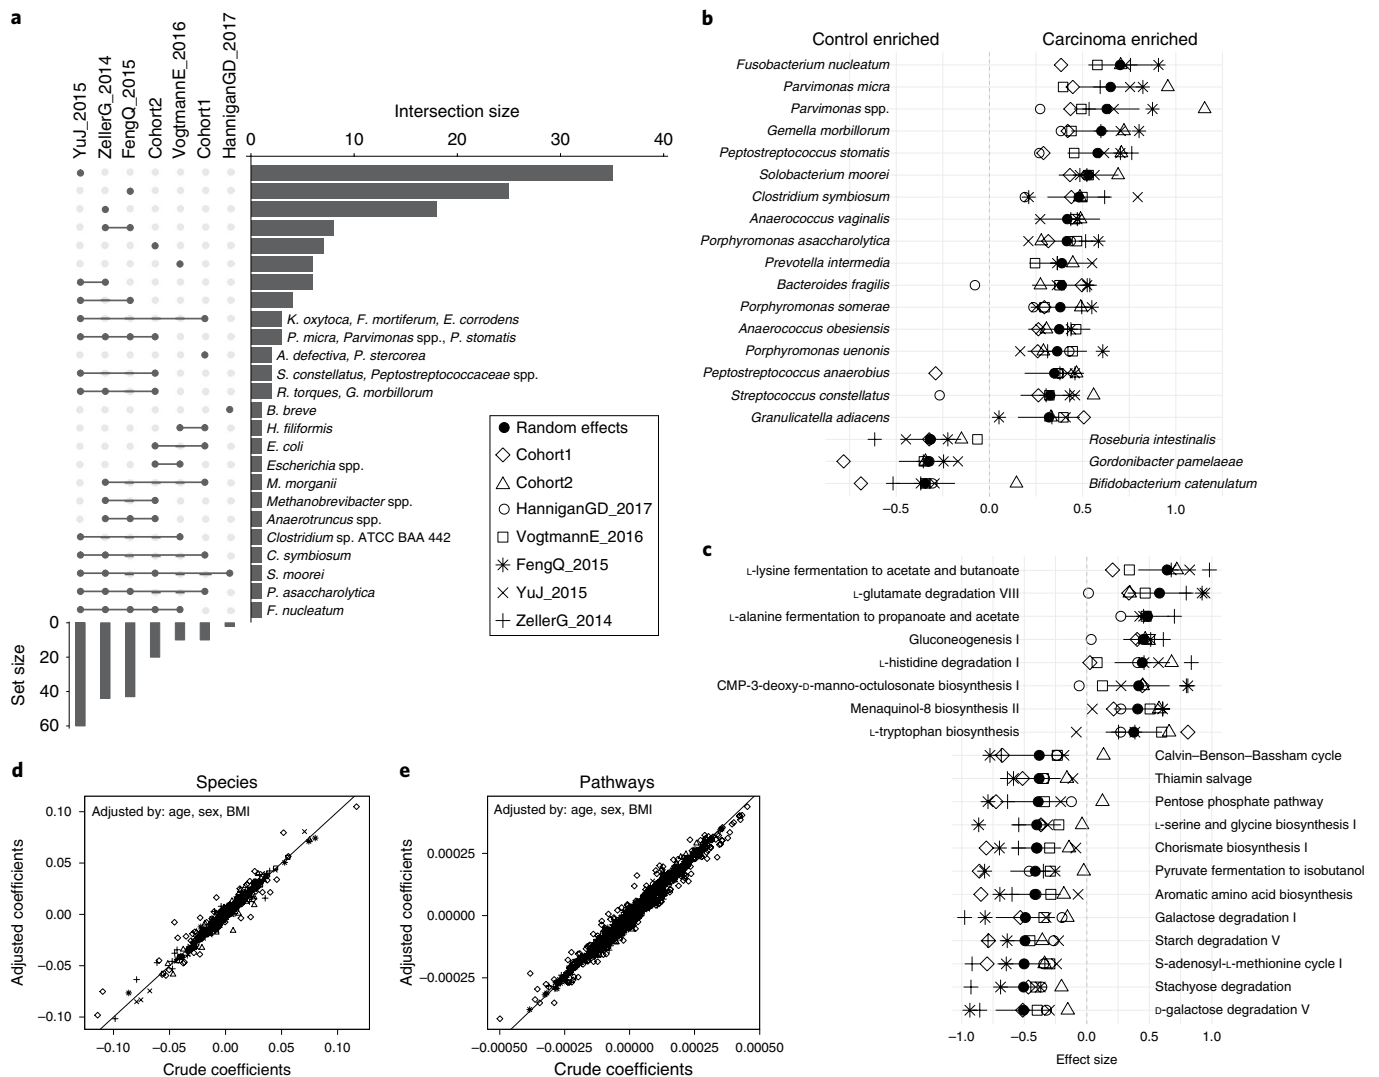 a
YuJ_2015
ZellerG_2014
FengQ_2015
Cohort2
VogtmannE_2016
Cohort1
HanniganGD_2017
Intersection size
0 10 20 30 40
K. oxytoca, F. mortiferum, E. corrodens
P. micra, Parvimonas spp., P. stomatis
A. defectiva, P. stercorea
S. constellatus, Peptostreptococcaceae spp.
R. torques, G. morbillorum
B. breve
H. filiformis
E. coli
Escherichia spp.
M. morganii
Methanobrevibacter spp.
Anaerotruncus spp.
Clostridium sp. ATCC BAA 442
C. symbiosum
S. moorei
P. asaccharolytica
F. nucleatum
0
20
40
60
Set size
Random effects
Cohort1
Cohort2
HanniganGD_2017
VogtmannE_2016
FengQ_2015
YuJ_2015
ZellerG_2014
b
Control enriched
Carcinoma enriched
Fusobacterium nucleatum
Parvimonas micra
Parvimonas spp.
Gemella morbillorum
Peptostreptococcus stomatis
Solobacterium moorei
Clostridium symbiosum
Anaerococcus vaginalis
Porphyromonas asaccharolytica
Prevotella intermedia
Bacteroides fragilis
Porphyromonas somerae
Anaerococcus obesiensis
Porphyromonas uenonis
Peptostreptococcus anaerobius
Streptococcus constellatus
Granulicatella adiacens
Roseburia intestinalis
Gordonibacter pamelaeae
Bifidobacterium catenulatum
−0.5 0.0 0.5 1.0
c
L-lysine fermentation to acetate and butanoate
L-glutamate degradation VIII
L-alanine fermentation to propanoate and acetate
Gluconeogenesis I
L-histidine degradation I
CMP-3-deoxy-D-manno-octulosonate biosynthesis I
Menaquinol-8 biosynthesis II
L-tryptophan biosynthesis
Calvin–Benson–Bassham cycle
Thiamin salvage
Pentose phosphate pathway
L-serine and glycine biosynthesis I
Chorismate biosynthesis I
Pyruvate fermentation to isobutanol
Aromatic amino acid biosynthesis
Galactose degradation I
Starch degradation V
S-adenosyl-L-methionine cycle I
Stachyose degradation
D-galactose degradation V
−1.0 −0.5 0.0 0.5 1.0
Effect size
d
Species
Adjusted by: age, sex, BMI
0.10
0.05
0.00
−0.05
−0.10
Adjusted coefficients
−0.10 −0.05 0.00 0.05 0.10
Crude coefficients
e
Pathways
Adjusted by: age, sex, BMI
0.00025
0.00000
−0.00025
Adjusted coefficients
−0.00050 −0.00025 0.00000 0.00025 0.00050
Crude coefficients